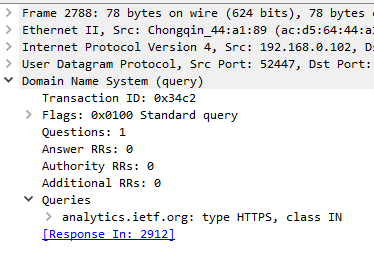 Frame 2788: 78 bytes on wire (624 bits), 78 bytes
Ethernet II, Src: Chongqin_44:a1:89 (ac:d5:64:44:a
Internet Protocol Version 4, Src: 192.168.0.102, D
User Datagram Protocol, Src Port: 52447, Dst Port:
Domain Name System (query)
Transaction ID: 0x34c2
Flags: 0x0100 Standard query
Questions: 1
Answer RRs: 0
Authority RRs: 0
Additional RRs: 0
Queries
analytics.ietf.org: type HTTPS, class IN
[Response In: 2912]